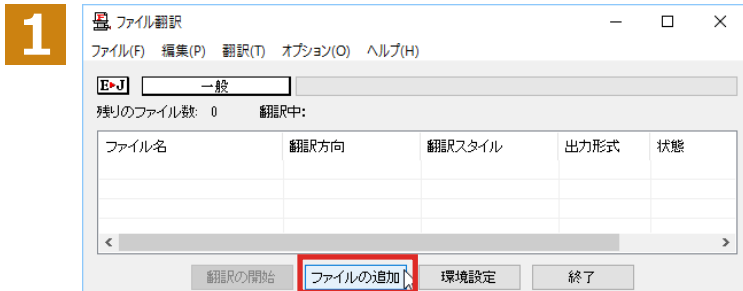 1
ファイル翻訳
ファイル(F) 編集(P) 翻訳(T) オプション(O) ヘルプ(H)
E▸J 一般
残りのファイル数: 0 翻訳中:
ファイル名 翻訳方向 翻訳スタイル 出力形式 状態
翻訳の開始 ファイルの追加 環境設定 終了